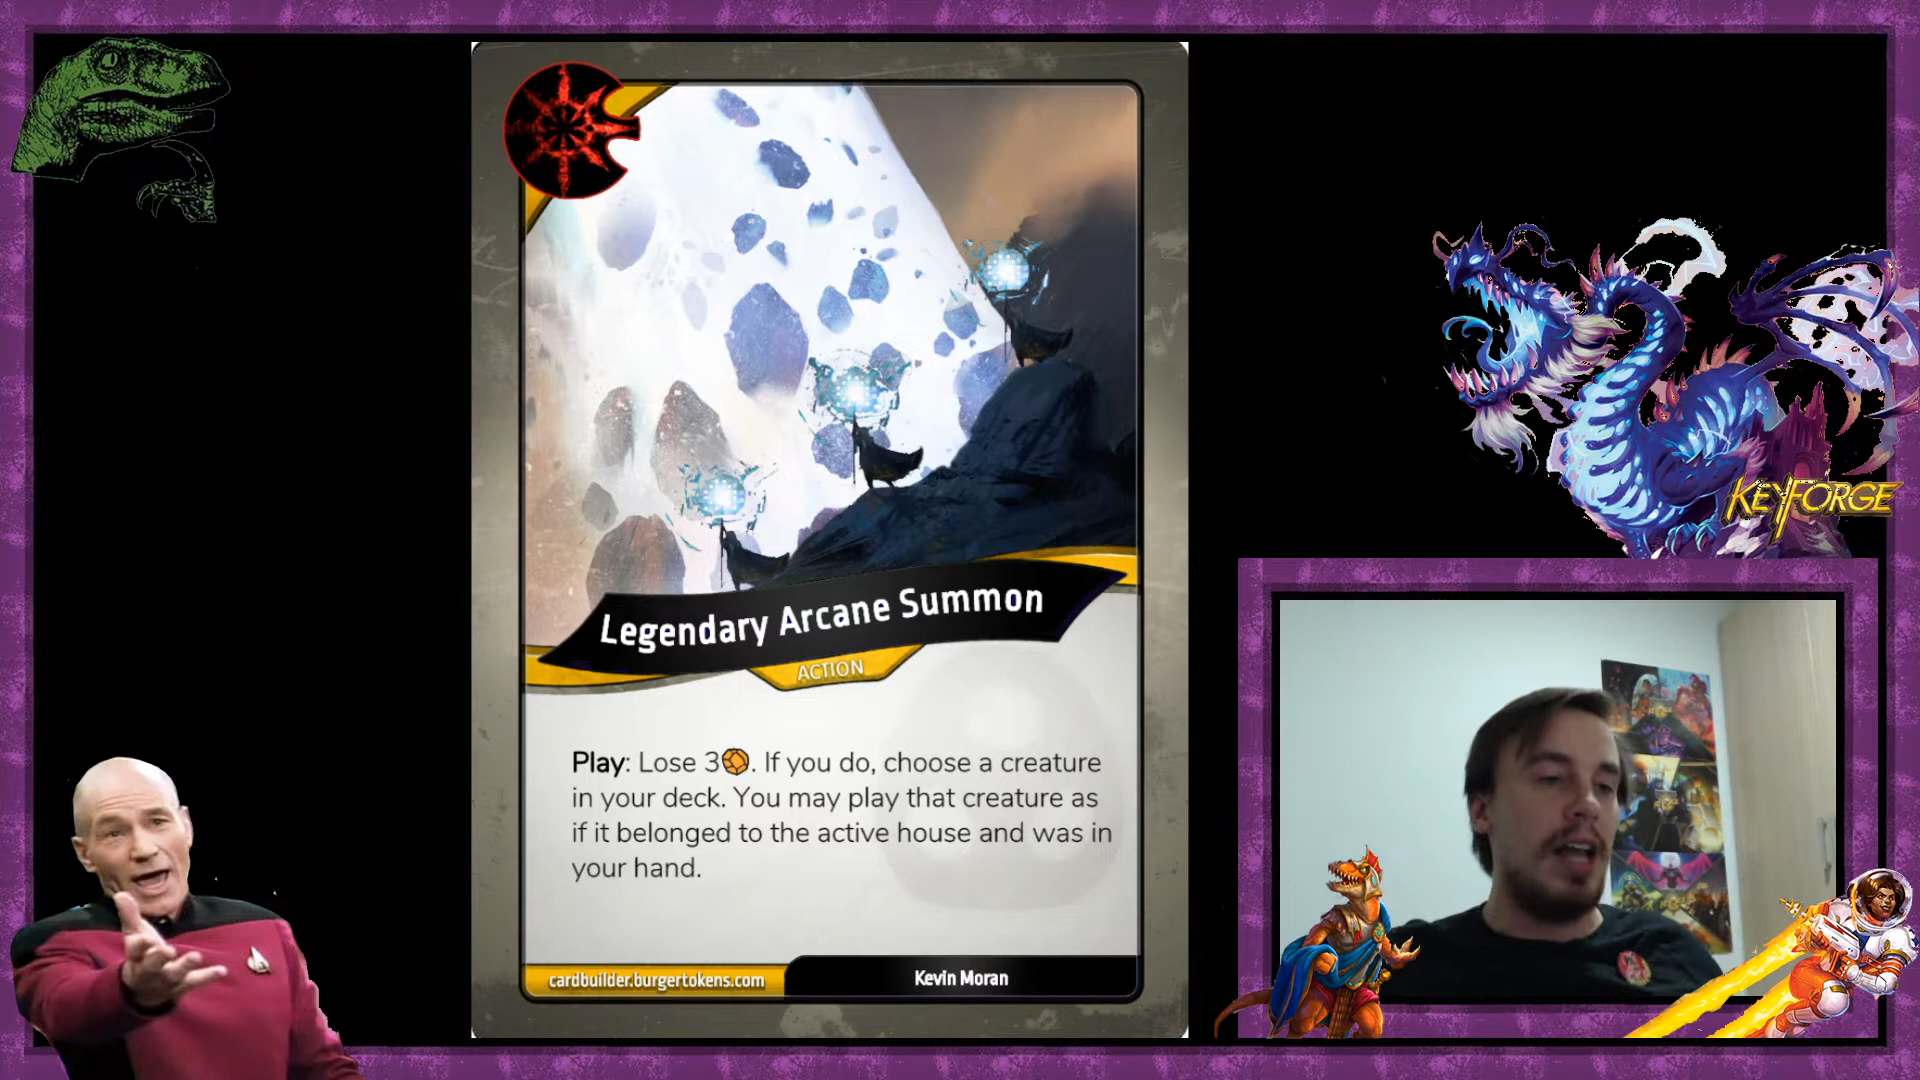 Legendary Arcane Summon
ACTION
Play: Lose 3. If you do, choose a creature
in your deck. You may play that creature as
if it belonged to the active house and was in
your hand.
cardbuilder.burgertokens.com
Kevin Moran
KEYFORGE